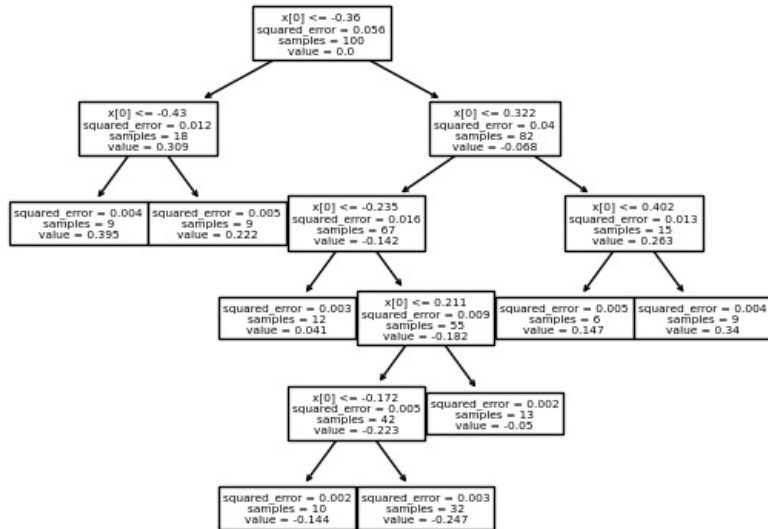 x[0] <= -0.36
squared_error = 0.056
samples = 100
value = 0.0
x[0] <= -0.43
squared_error = 0.012
samples = 18
value = 0.309
x[0] <= 0.322
squared_error = 0.04
samples = 82
value = -0.068
squared_error = 0.004
samples = 9
value = 0.395
squared_error = 0.005
samples = 9
value = 0.222
x[0] <= -0.235
squared_error = 0.016
samples = 67
value = -0.142
x[0] <= 0.402
squared_error = 0.013
samples = 15
value = 0.263
squared_error = 0.003
samples = 12
value = 0.041
x[0] <= 0.211
squared_error = 0.009
samples = 55
value = -0.182
squared_error = 0.005
samples = 6
value = 0.147
squared_error = 0.004
samples = 9
value = 0.34
x[0] <= -0.172
squared_error = 0.005
samples = 42
value = -0.223
squared_error = 0.002
samples = 13
value = -0.05
squared_error = 0.002
samples = 10
value = -0.144
squared_error = 0.003
samples = 32
value = -0.247